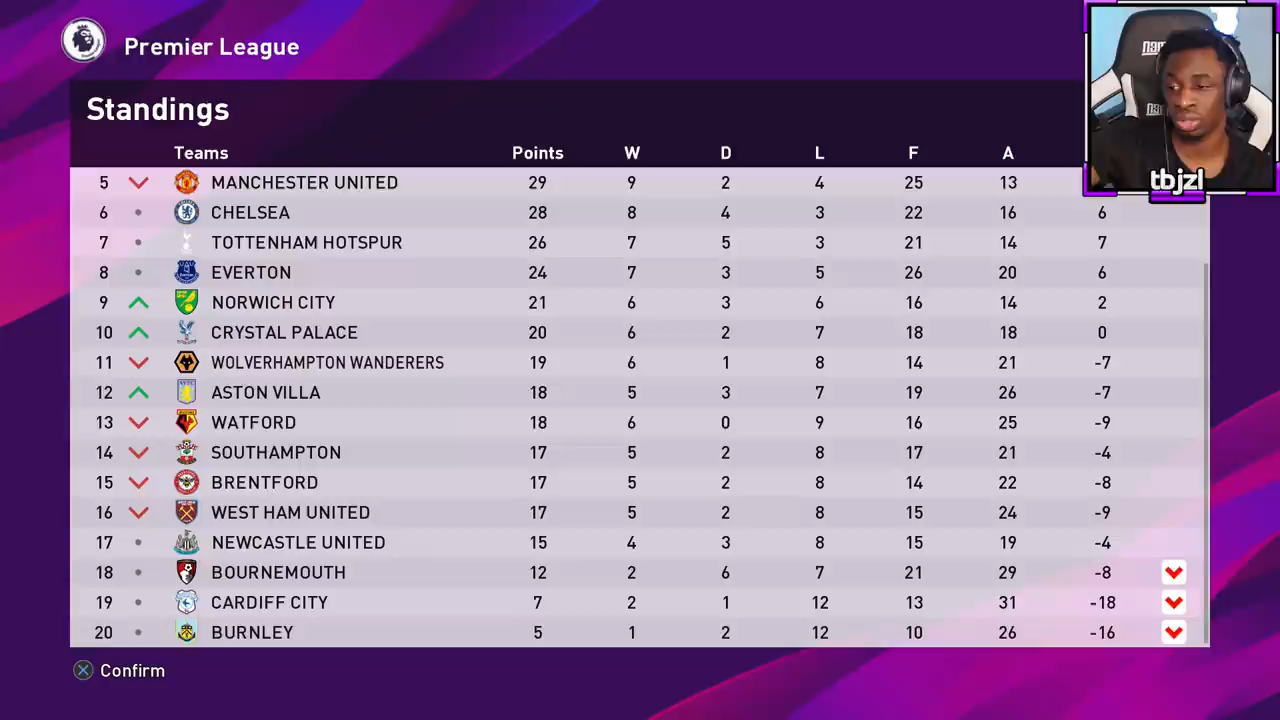 Premier League
Standings
Teams Points W D L F A
5 MANCHESTER UNITED 29 9 2 4 25 13
6 CHELSEA 28 8 4 3 22 16 6
7 TOTTENHAM HOTSPUR 26 7 5 3 21 14 7
8 EVERTON 24 7 3 5 26 20 6
9 NORWICH CITY 21 6 3 6 16 14 2
10 CRYSTAL PALACE 20 6 2 7 18 18 0
11 WOLVERHAMPTON WANDERERS 19 6 1 8 14 21 -7
12 ASTON VILLA 18 5 3 7 19 26 -7
13 WATFORD 18 6 0 9 16 25 -9
14 SOUTHAMPTON 17 5 2 8 17 21 -4
15 BRENTFORD 17 5 2 8 14 22 -8
16 WEST HAM UNITED 17 5 2 8 15 24 -9
17 NEWCASTLE UNITED 15 4 3 8 15 19 -4
18 BOURNEMOUTH 12 2 6 7 21 29 -8
19 CARDIFF CITY 7 2 1 12 13 31 -18
20 BURNLEY 5 1 2 12 10 26 -16
Confirm
tbjzl